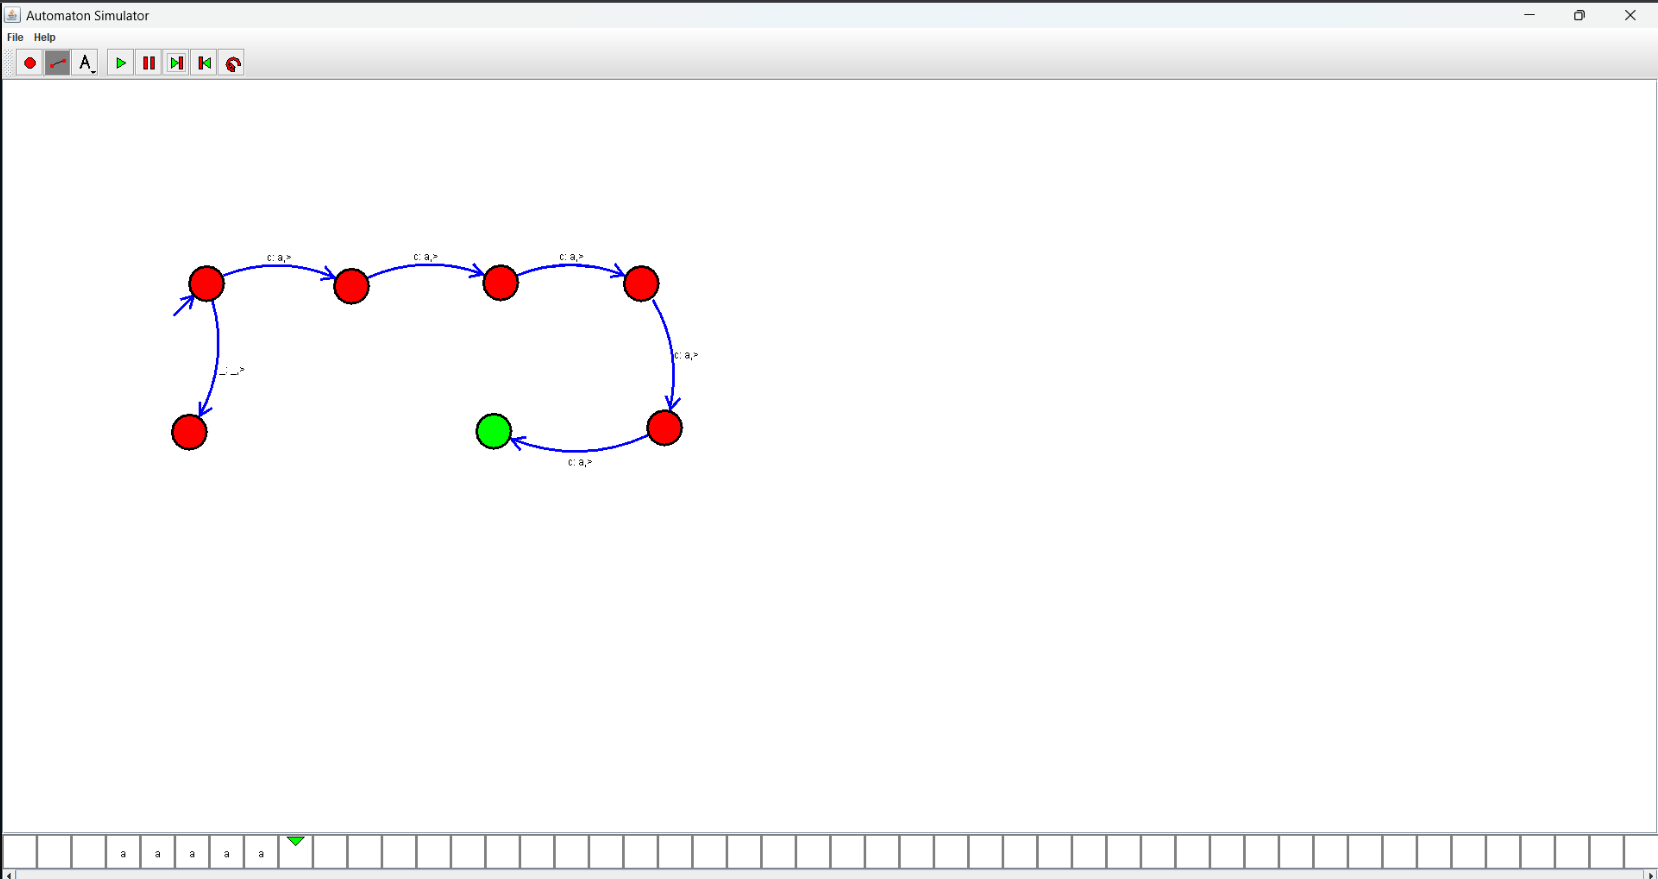 Automaton Simulator
File Help
A
c: a,>
c: a,>
c: a,>
c: a,>
_: _,>
c: a,>
a a a a a